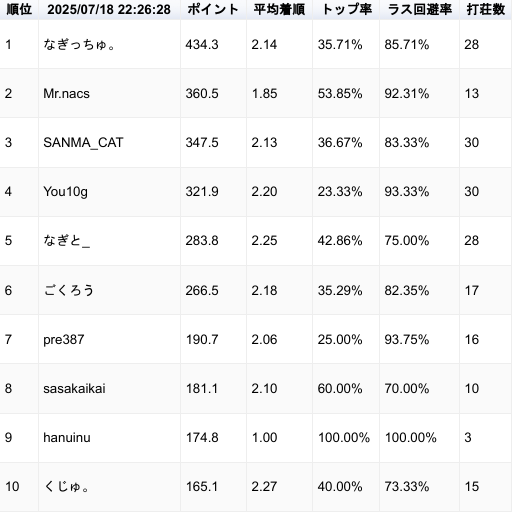 順位 2025/07/18 22:26:28 ポイント 平均着順 トップ率 ラス回避率 打荘数
1 なぎっちゅ。 434.3 2.14 35.71% 85.71% 28
2 Mr.nacs 360.5 1.85 53.85% 92.31% 13
3 SANMA_CAT 347.5 2.13 36.67% 83.33% 30
4 You10g 321.9 2.20 23.33% 93.33% 30
5 なぎと_ 283.8 2.25 42.86% 75.00% 28
6 ごくろう 266.5 2.18 35.29% 82.35% 17
7 pre387 190.7 2.06 25.00% 93.75% 16
8 sasakaikai 181.1 2.10 60.00% 70.00% 10
9 hanuinu 174.8 1.00 100.00% 100.00% 3
10 くじゅ。 165.1 2.27 40.00% 73.33% 15